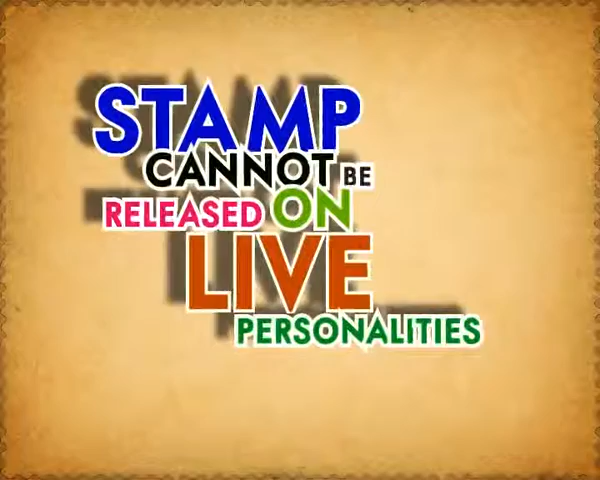 STAMP
CANNOT BE
RELEASED ON
LIVE
PERSONALITIES